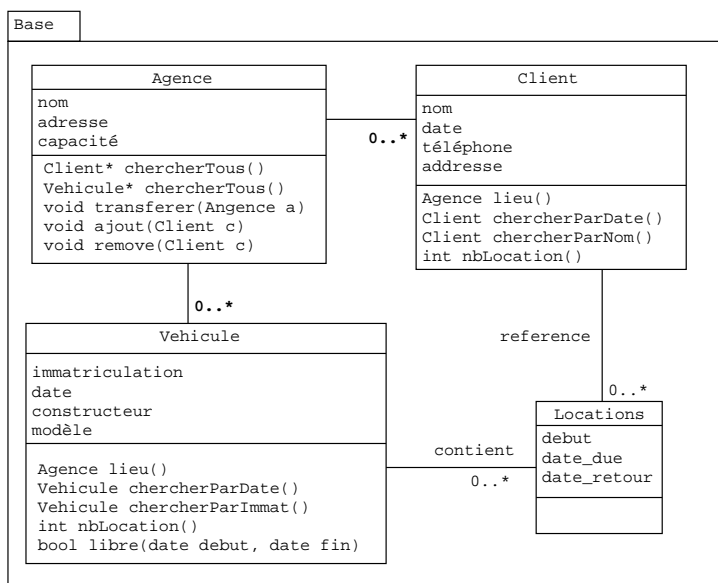 Base
Agence
nom
adresse
capacité
Client* chercherTous()
Vehicule* chercherTous()
void transferer(Angence a)
void ajout(Client c)
void remove(Client c)
0..*
Client
nom
date
téléphone
addresse
Agence lieu()
Client chercherParDate()
Client chercherParNom()
int nbLocation()
0..*
Vehicule
immatriculation
date
constructeur
modèle
Agence lieu()
Vehicule chercherParDate()
Vehicule chercherParImmat()
int nbLocation()
bool libre(date debut, date fin)
reference
0..*
contient
0..*
Locations
debut
date_due
date_retour